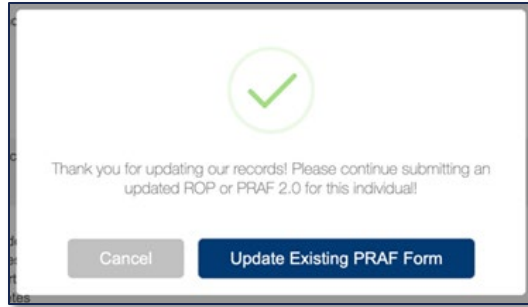 Thank you for updating our records! Please continue submitting an
updated ROP or PRAF 2.0 for this individual!
Cancel
Update Existing PRAF Form